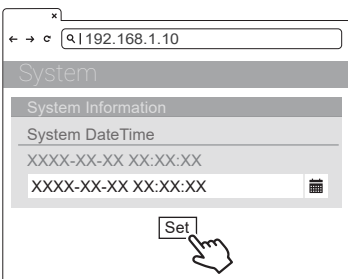 ×
192.168.1.10
System
System Information
System DateTime
XXXX-XX-XX XX:XX:XX
XXXX-XX-XX XX:XX:XX
Set